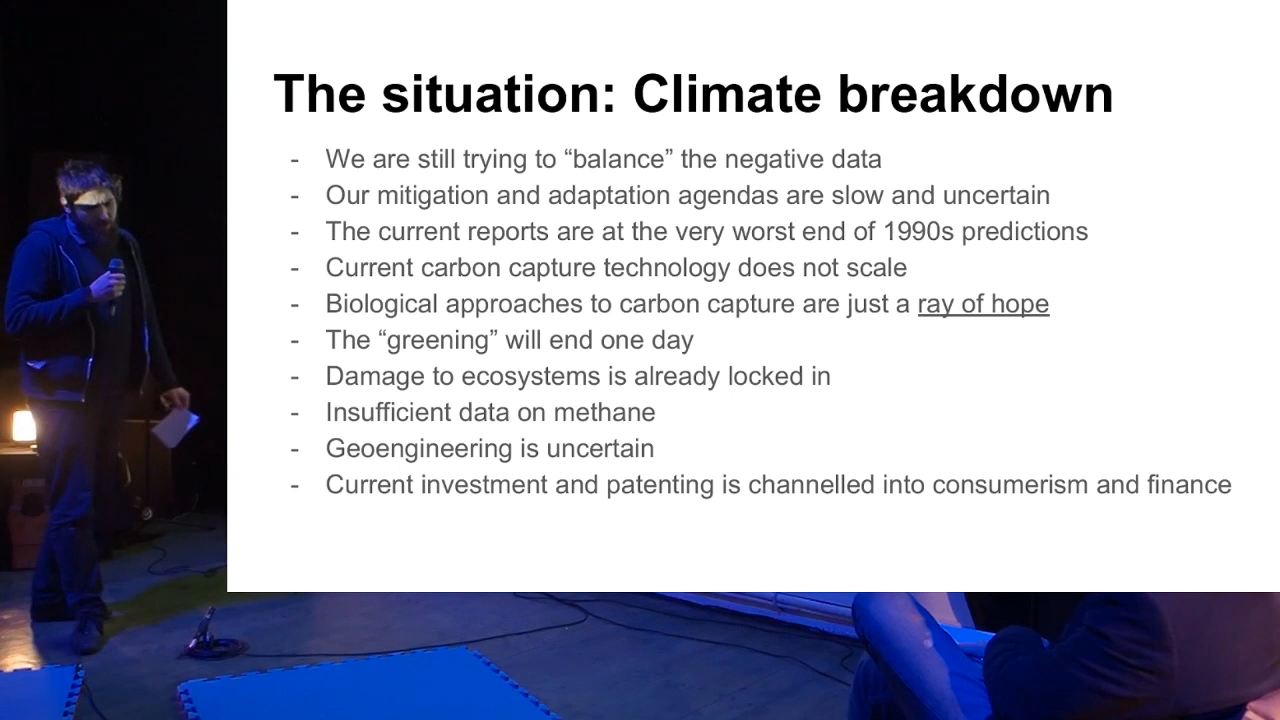 The situation: Climate breakdown
- We are still trying to “balance” the negative data
- Our mitigation and adaptation agendas are slow and uncertain
- The current reports are at the very worst end of 1990s predictions
- Current carbon capture technology does not scale
- Biological approaches to carbon capture are just a ray of hope
- The “greening” will end one day
- Damage to ecosystems is already locked in
- Insufficient data on methane
- Geoengineering is uncertain
- Current investment and patenting is channelled into consumerism and finance